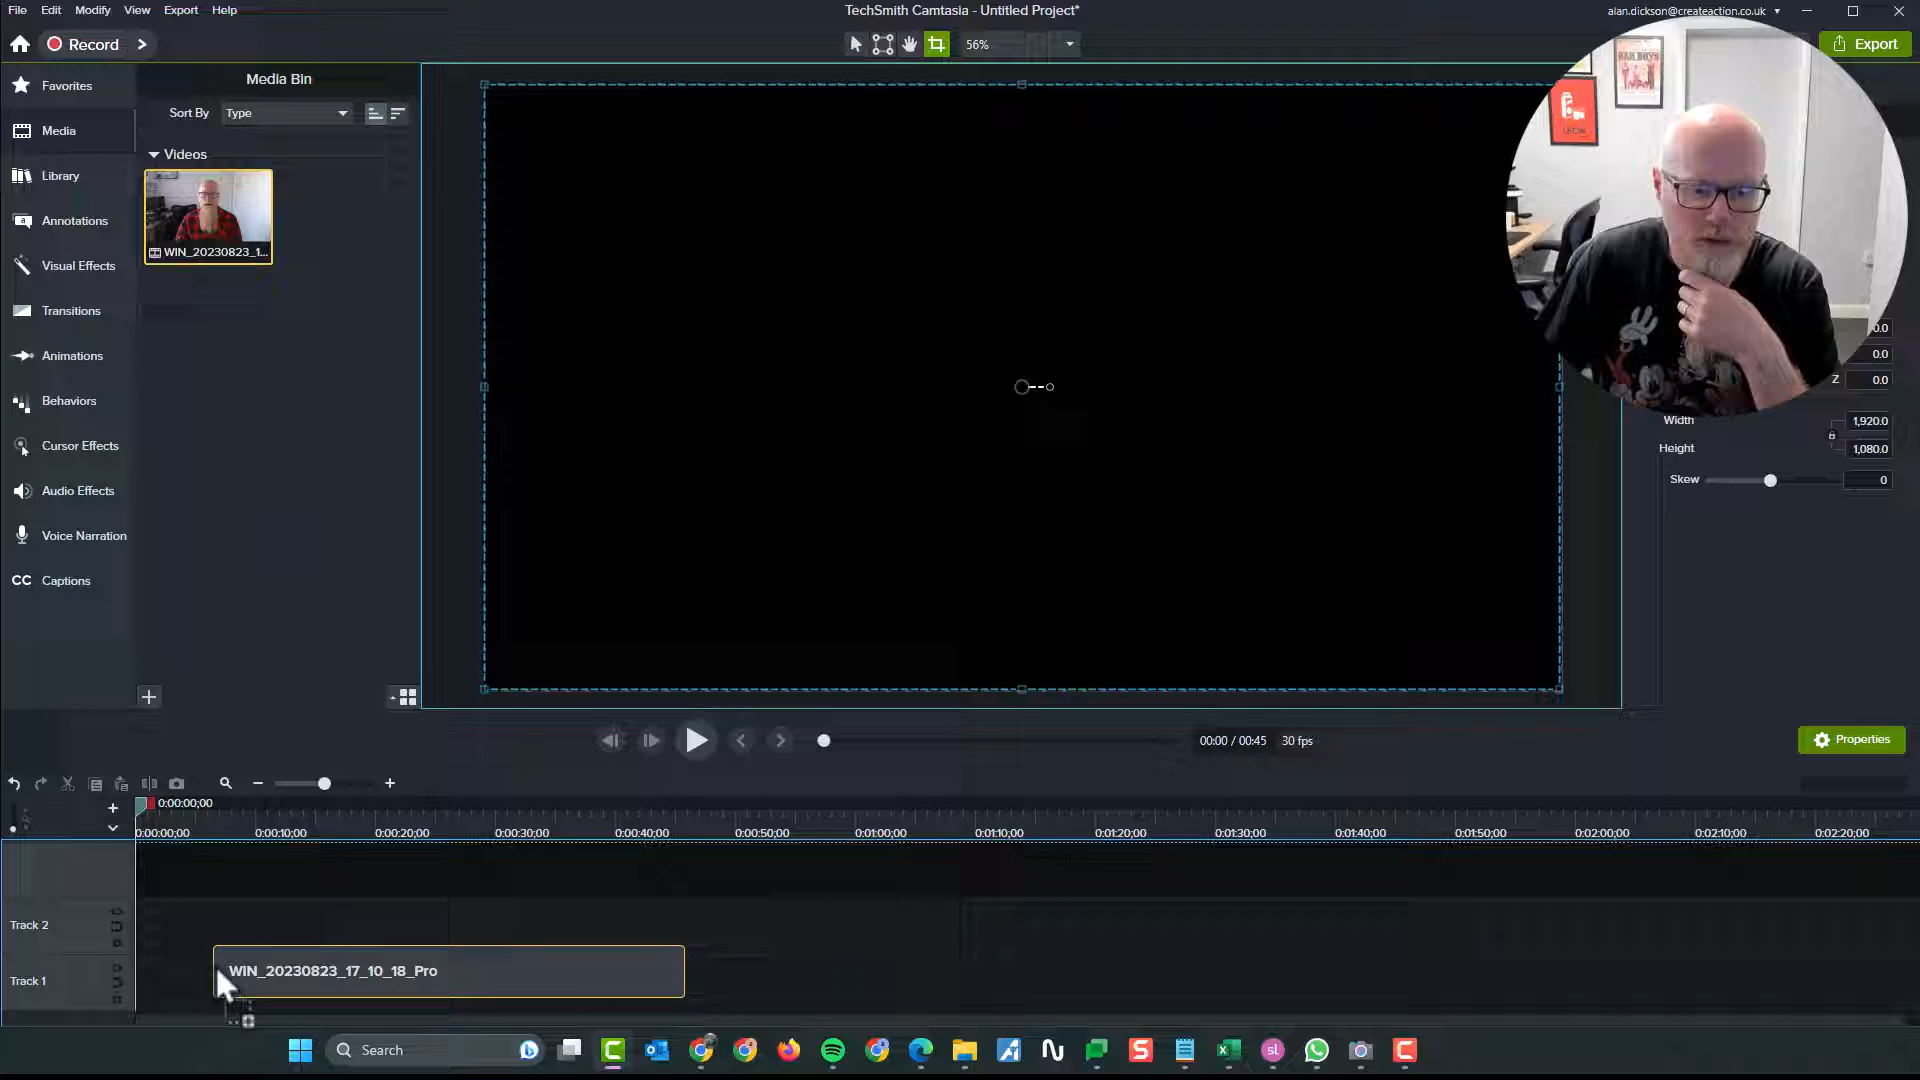 File Edit Modify View Export Help
TechSmith Camtasia - Untitled Project*
alan.dickson@createaction.co.uk
Record
56%
Export
Favorites
Media
Library
Annotations
Visual Effects
Transitions
Animations
Behaviors
Cursor Effects
Audio Effects
Voice Narration
CC Captions
Media Bin
Sort By Type
Videos
WIN_20230823_1...
BAD BOYS
LEON
0.0
0.0
Z 0.0
Width 1,920.0
Height 1,080.0
Skew 0
00:00 / 00:45 30 fps
Properties
0:00:00;00
0:00:00;00 0:00:10;00 0:00:20;00 0:00:30;00 0:00:40;00 0:00:50;00 0:01:00;00 0:01:10;00 0:01:20;00 0:01:30;00 0:01:40;00 0:01:50;00 0:02:00;00 0:02:10;00 0:02:20;00
Track 2
Track 1
WIN_20230823_17_10_18_Pro
Search